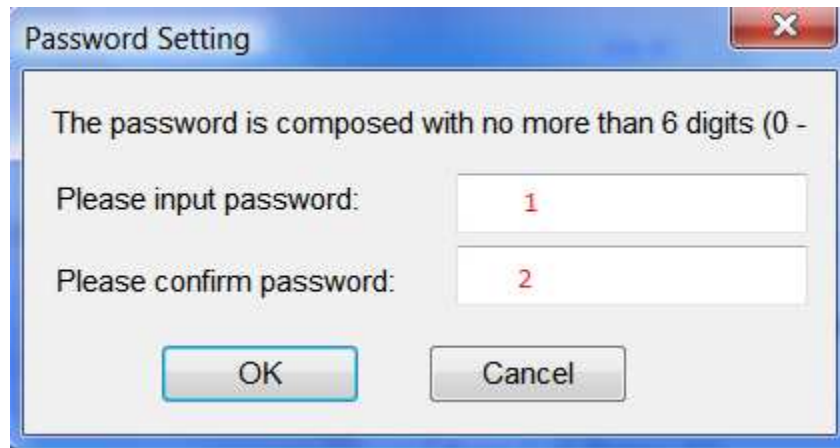 Password Setting
The password is composed with no more than 6 digits (0 -
Please input password:
1
Please confirm password:
2
OK
Cancel